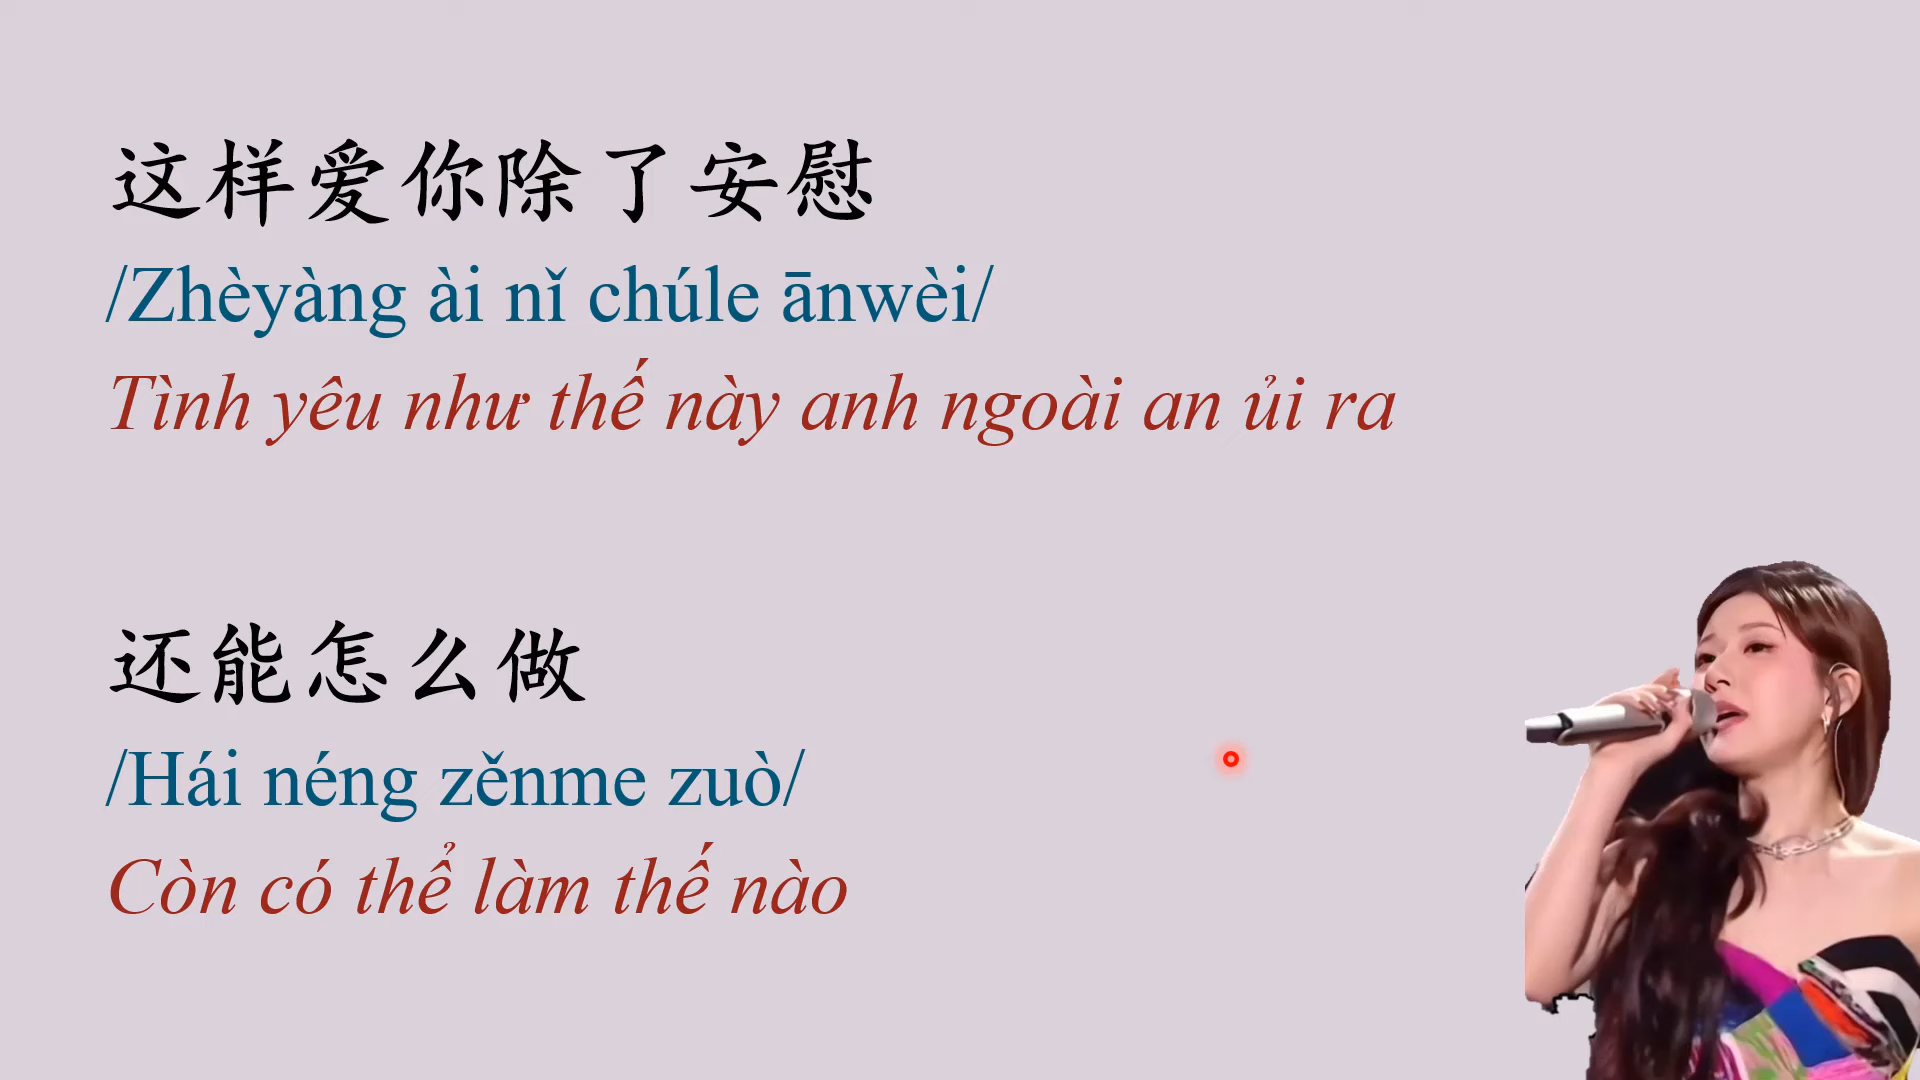 这样爱你除了安慰
/Zhèyàng ài nǐ chúle ānwèi/
Tình yêu như thế này anh ngoài an ủi ra
还能怎么做
/Hái néng zěnme zuò/
Còn có thể làm thế nào